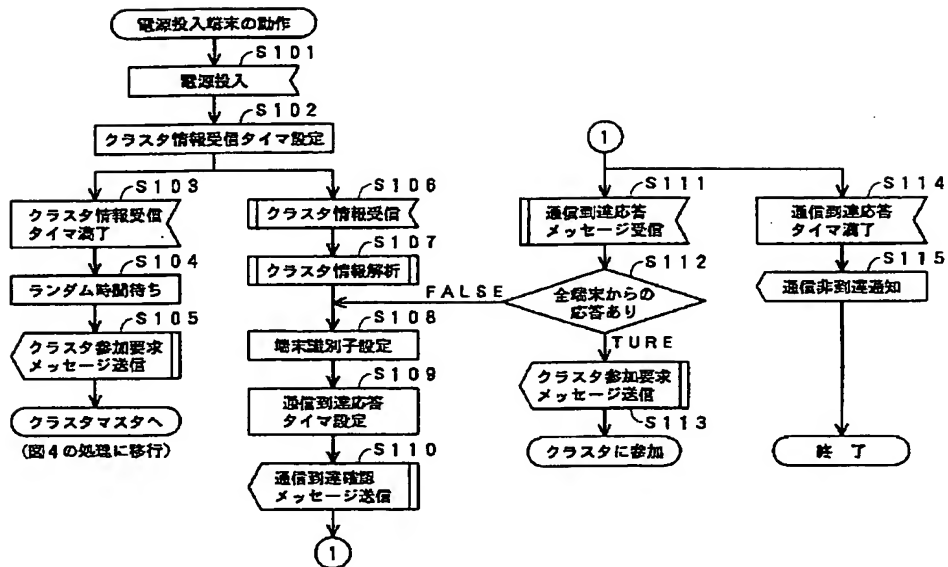 電源投入端末の動作
S101
電源投入
S102
クラスタ情報受信タイマ設定
S103
クラスタ情報受信
タイマ満了
S104
ランダム時間待ち
S105
クラスタ参加要求
メッセージ送信
クラスタマスタへ
(図4の処理に移行)
S106
クラスタ情報受信
S107
クラスタ情報解析
S108
端末識別子設定
S109
通信到達応答
タイマ設定
S110
通信到達確認
メッセージ送信
1
1
S111
通信到達応答
メッセージ受信
S112
全端末からの
応答あり
FALSE
TURE
クラスタ参加要求
メッセージ送信
S113
クラスタに参加
S114
通信到達応答
タイマ満了
S115
通信非到達通知
終了